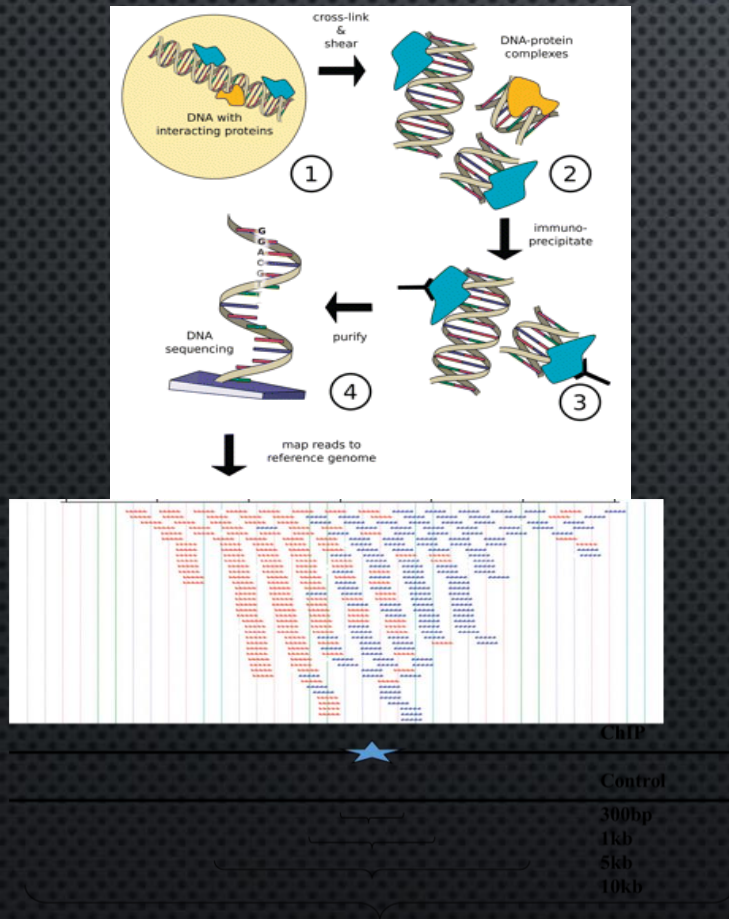 cross-link
&
shear
DNA-protein
complexes
DNA with
interacting proteins
1
2
immuno-
precipitate
G
G
A
C
G
T
DNA
sequencing
purify
4
3
map reads to
reference genome
ChIP
Control
300bp
1kb
5kb
10kb